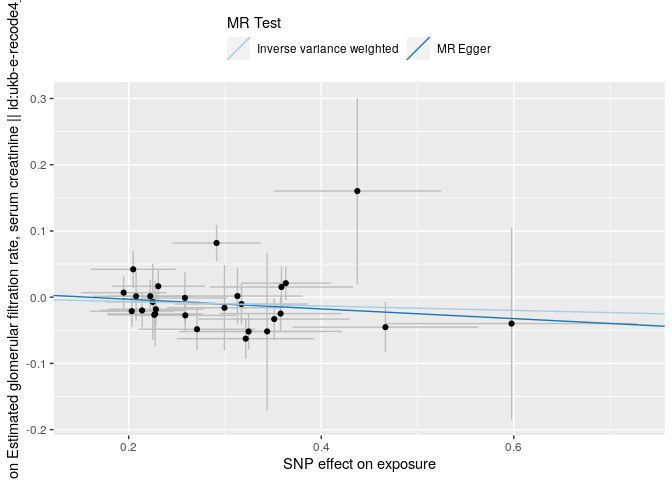 MR Test
Inverse variance weighted
MR Egger
on Estimated glomerular filtration rate, serum creatinine || id:ukb-e-recode4_
0.3
0.2
0.1
0.0
-0.1
-0.2
0.2
0.4
0.6
SNP effect on exposure